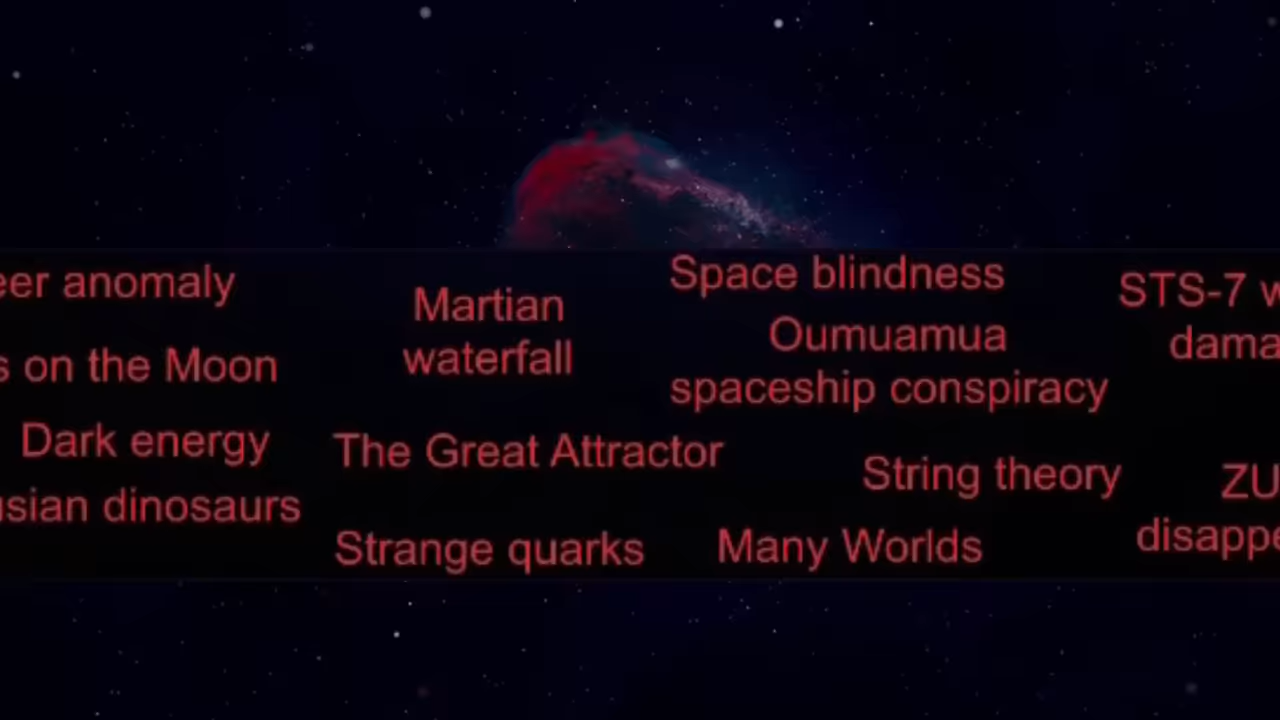 eer anomaly
s on the Moon
Dark energy
usian dinosaurs
Martian
waterfall
The Great Attractor
Strange quarks
Space blindness
Oumuamua
spaceship conspiracy
String theory
Many Worlds
STS-7 w
dama
ZU
disappe